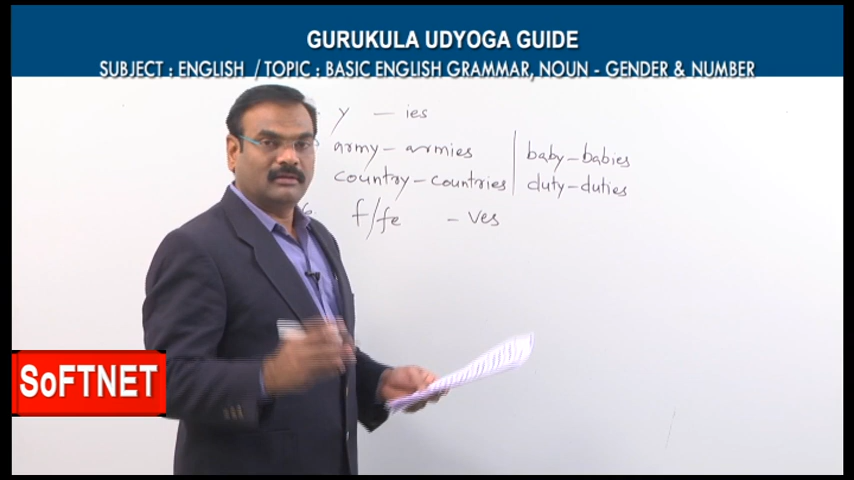 GURUKULA UDYOGA GUIDE
SUBJECT : ENGLISH / TOPIC : BASIC ENGLISH GRAMMAR, NOUN - GENDER & NUMBER
y - ies
army - armies
baby - babies
country - countries
duty - duties
6. f/fe - ves
SoFTNET